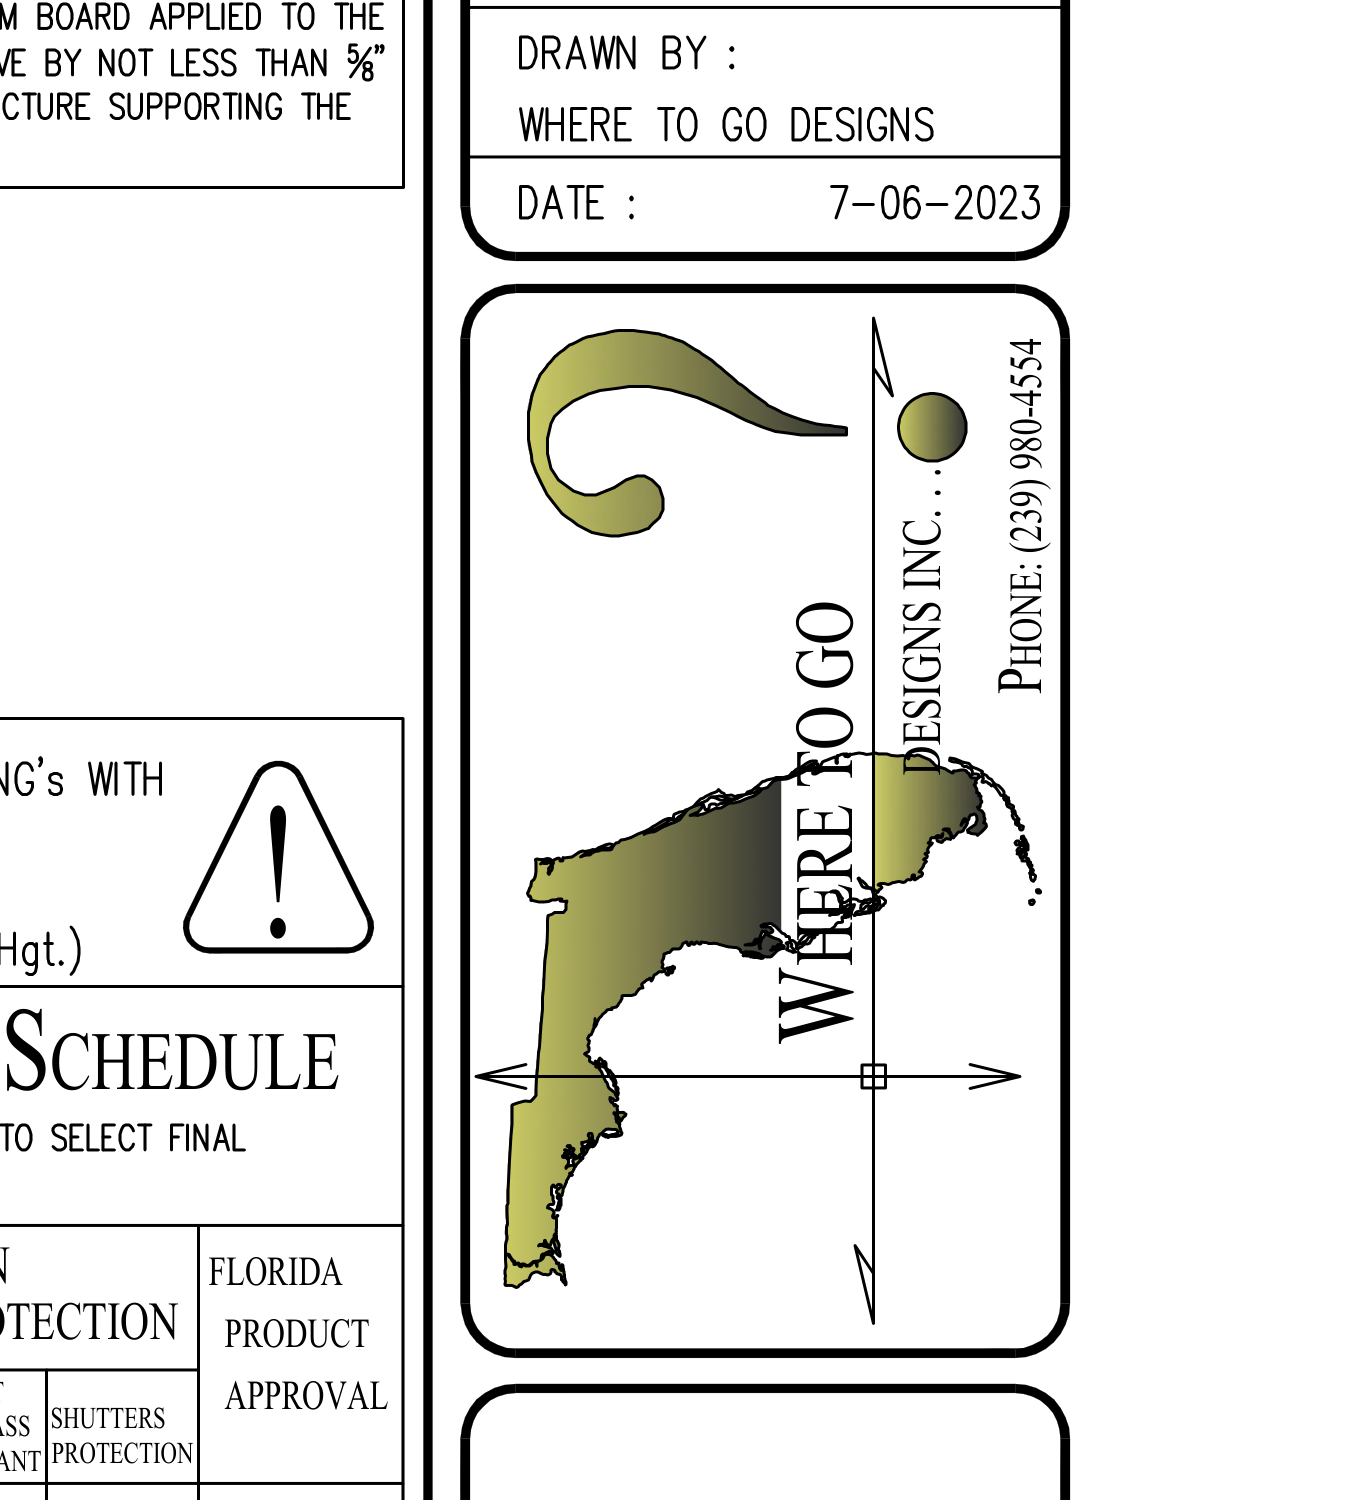 M BOARD APPLIED TO THE
VE BY NOT LESS THAN ⅝”
CTURE SUPPORTING THE
DRAWN BY :
WHERE TO GO DESIGNS
DATE : 7-06-2023
WHERE TO GO
DESIGNS INC. . . .
PHONE: (239) 980-4554
NG's WITH
Hgt.)
SCHEDULE
TO SELECT FINAL
N
OTECTION
FLORIDA
PRODUCT
APPROVAL
ASS
ANT
SHUTTERS
PROTECTION